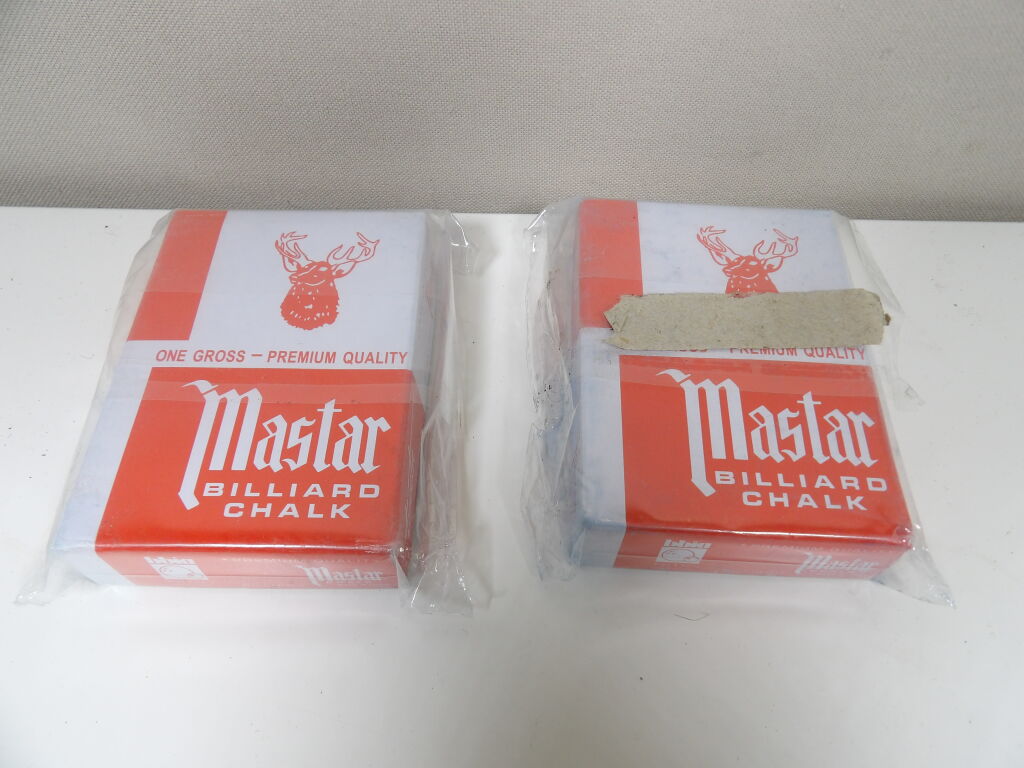 ONE GROSS – PREMIUM QUALITY
Mastar
BILLIARD
CHALK
Mastar
PREMIUM QUALITY
Mastar
BILLIARD
CHALK
Mastar